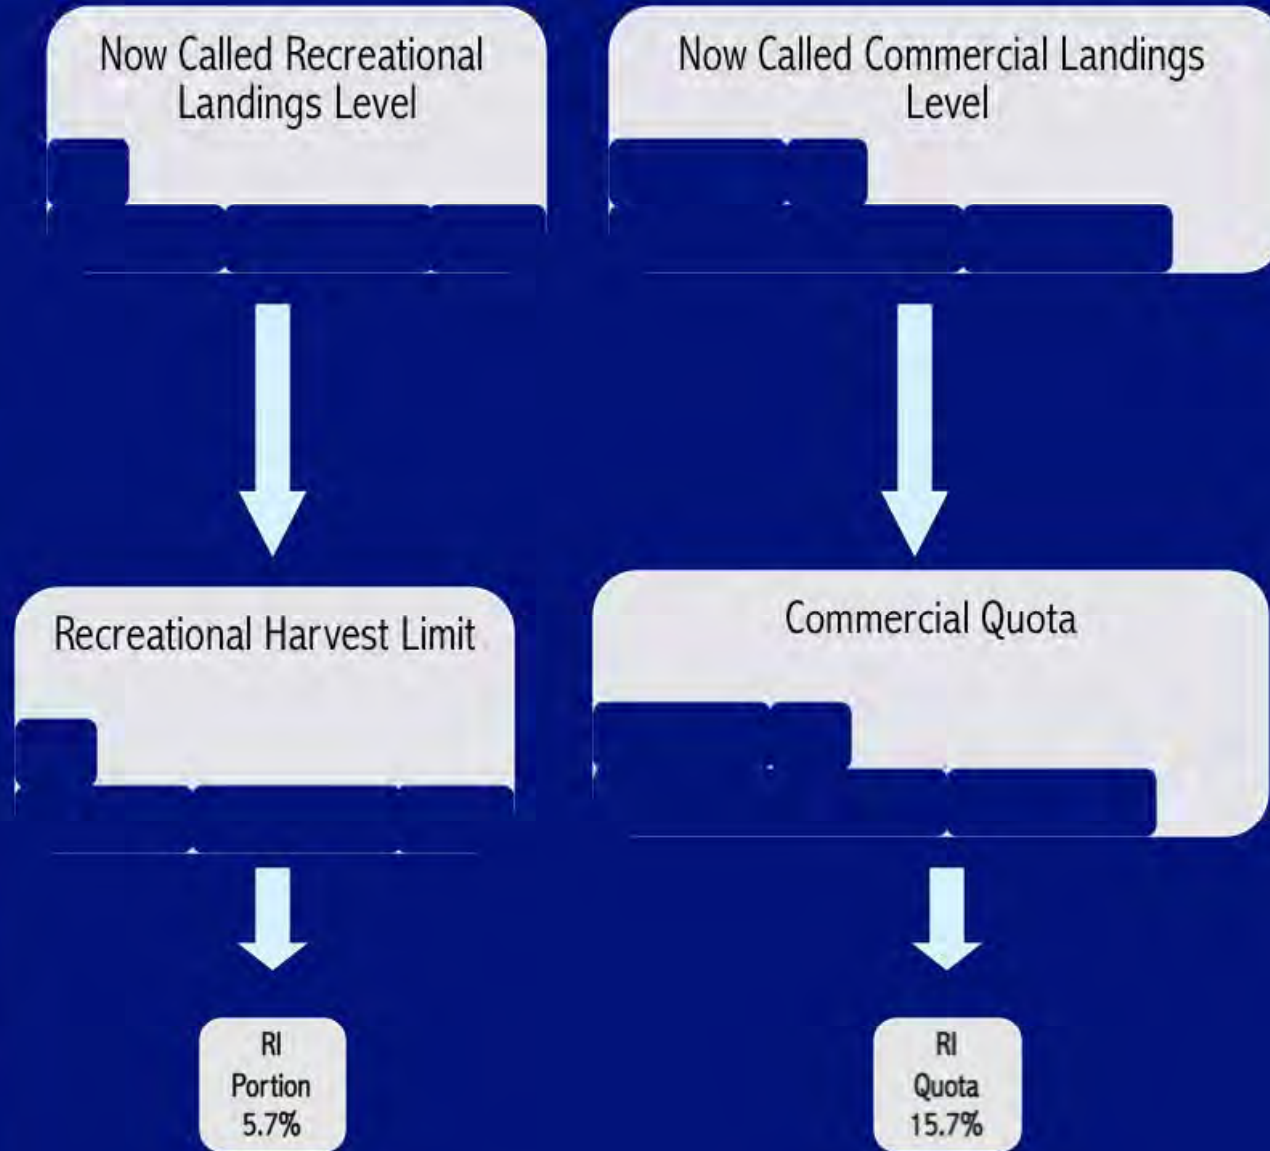 Now Called Recreational
Landings Level
Now Called Commercial Landings
Level
Recreational Harvest Limit
Commercial Quota
RI
Portion
5.7%
RI
Quota
15.7%